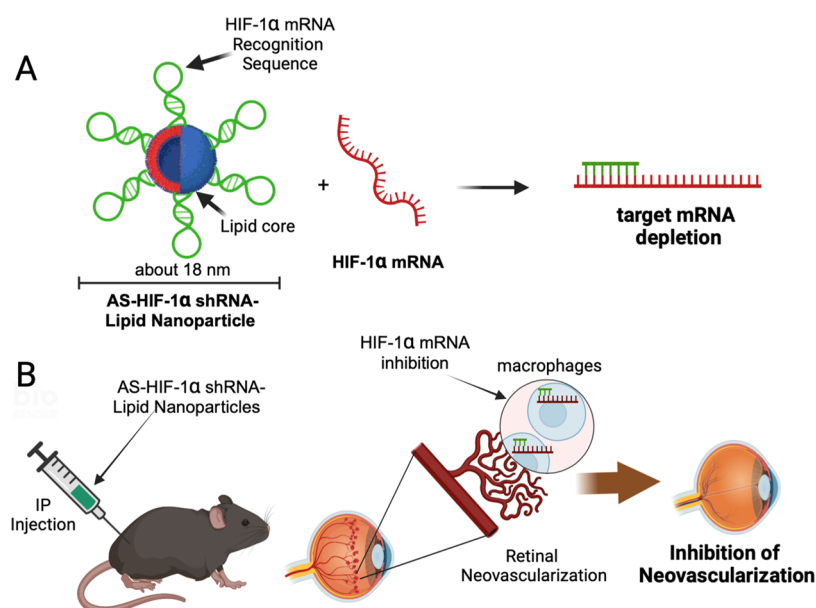 A
HIF-1α mRNA
Recognition
Sequence
+
Lipid core
about 18 nm
AS-HIF-1α shRNA-
Lipid Nanoparticle
HIF-1α mRNA
target mRNA
depletion
B
AS-HIF-1α shRNA-
Lipid Nanoparticles
IP
Injection
HIF-1α mRNA
inhibition
macrophages
Retinal
Neovascularization
Inhibition of
Neovascularization